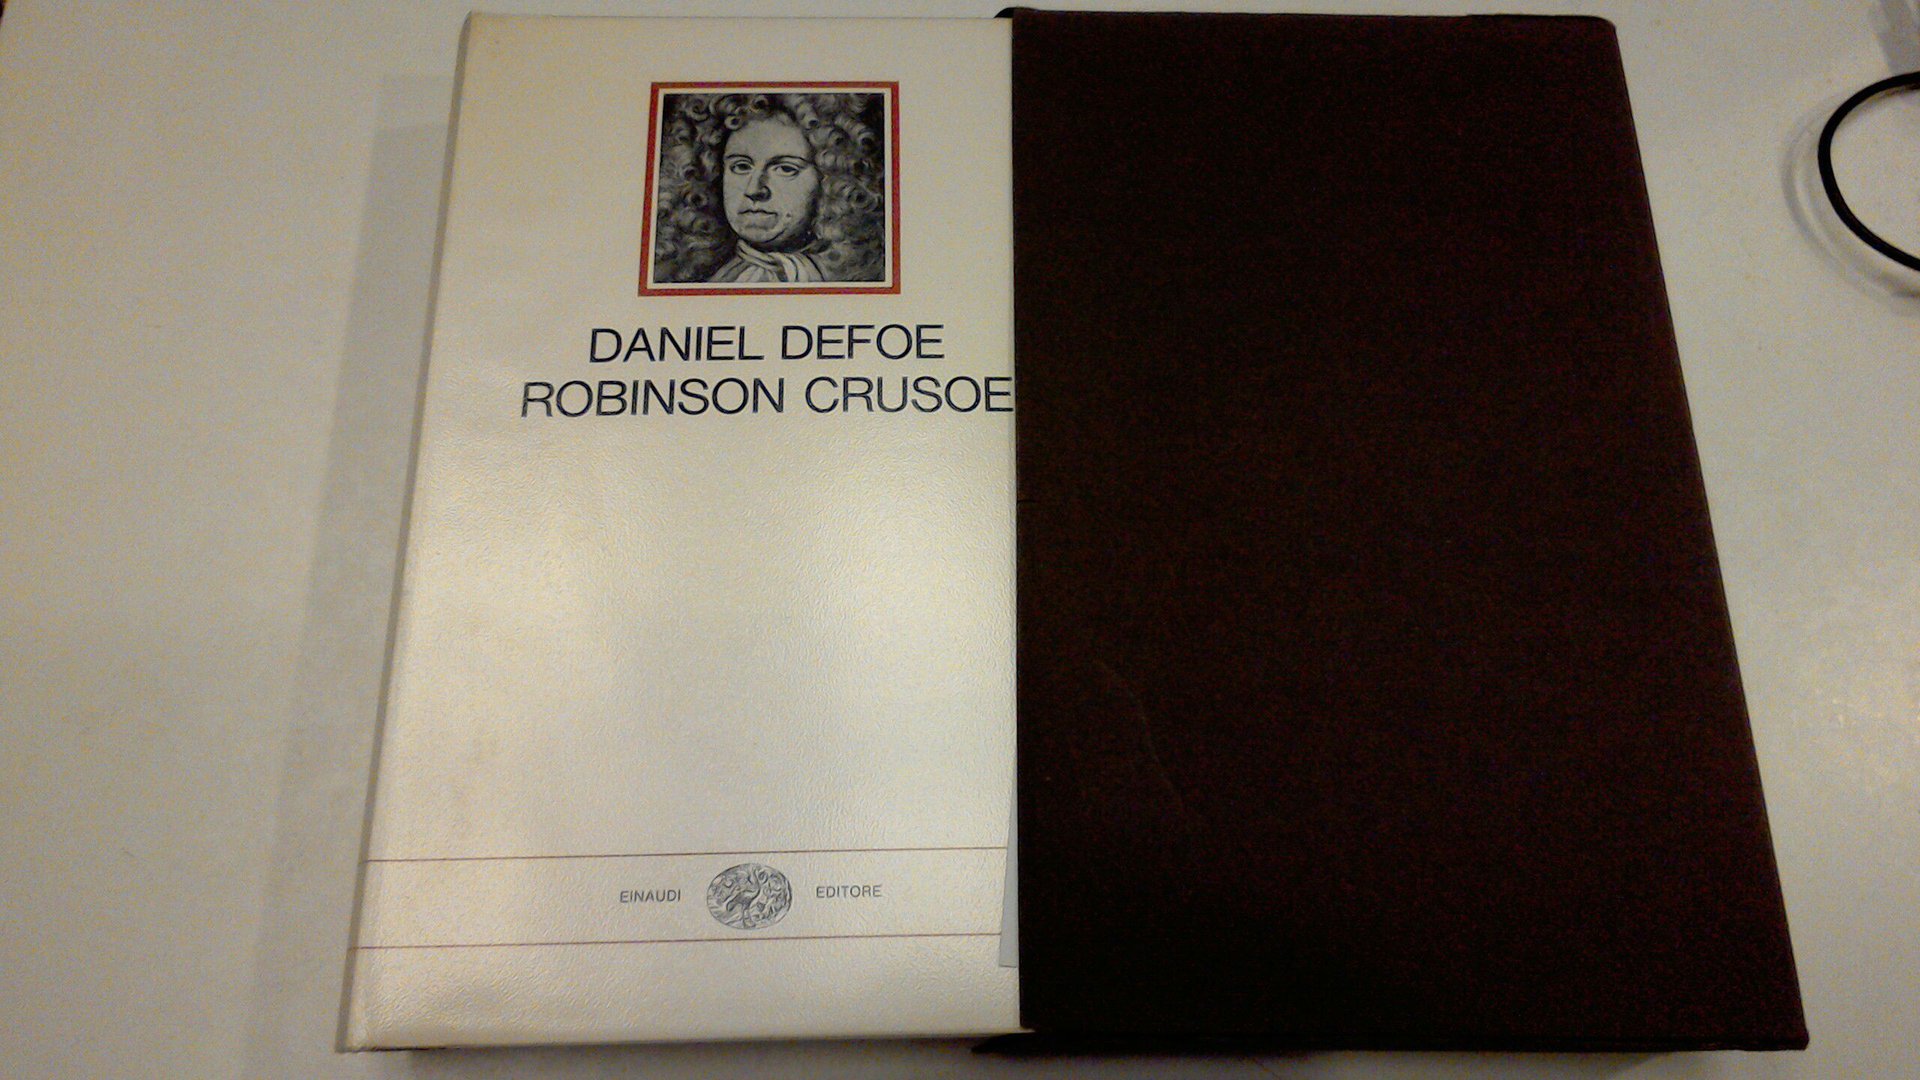 DANIEL DEFOE
ROBINSON CRUSOE
EINAUDI EDITORE